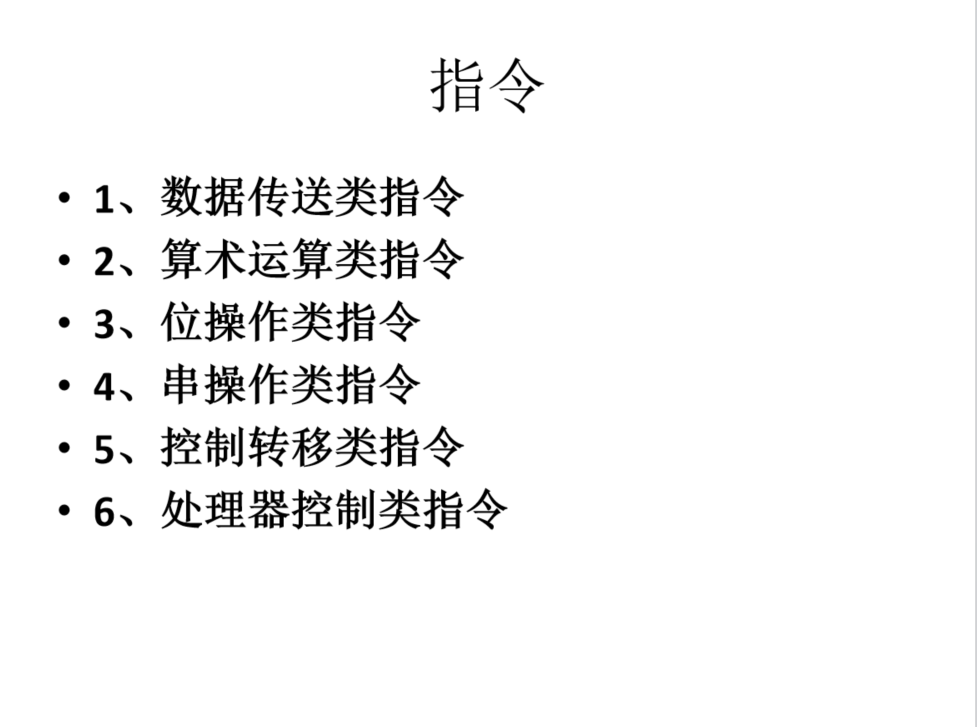 指令
• 1、数据传送类指令
• 2、算术运算类指令
• 3、位操作类指令
• 4、串操作类指令
• 5、控制转移类指令
• 6、处理器控制类指令